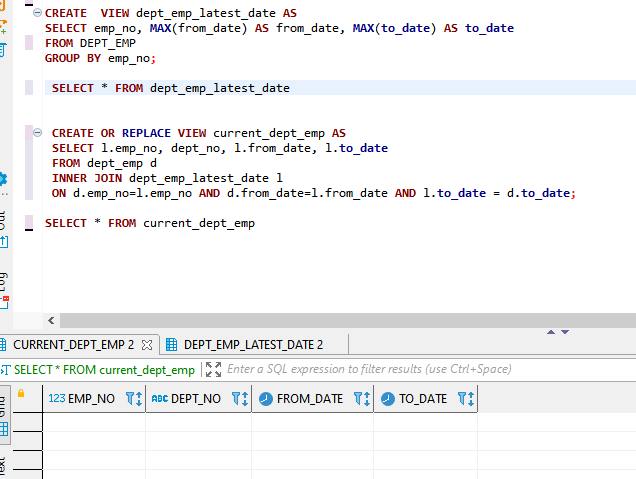 CREATE  VIEW dept_emp_latest_date AS
SELECT emp_no, MAX(from_date) AS from_date, MAX(to_date) AS to_date
FROM DEPT_EMP
GROUP BY emp_no;
SELECT * FROM dept_emp_latest_date
CREATE OR REPLACE VIEW current_dept_emp AS
SELECT l.emp_no, dept_no, l.from_date, l.to_date
FROM dept_emp d
INNER JOIN dept_emp_latest_date l
ON d.emp_no=l.emp_no AND d.from_date=l.from_date AND l.to_date = d.to_date;
SELECT * FROM current_dept_emp
Out
Log
CURRENT_DEPT_EMP 2 DEPT_EMP_LATEST_DATE 2
SELECT * FROM current_dept_emp Enter a SQL expression to filter results (use Ctrl+Space)
123 EMP_NO ABC DEPT_NO FROM_DATE TO_DATE